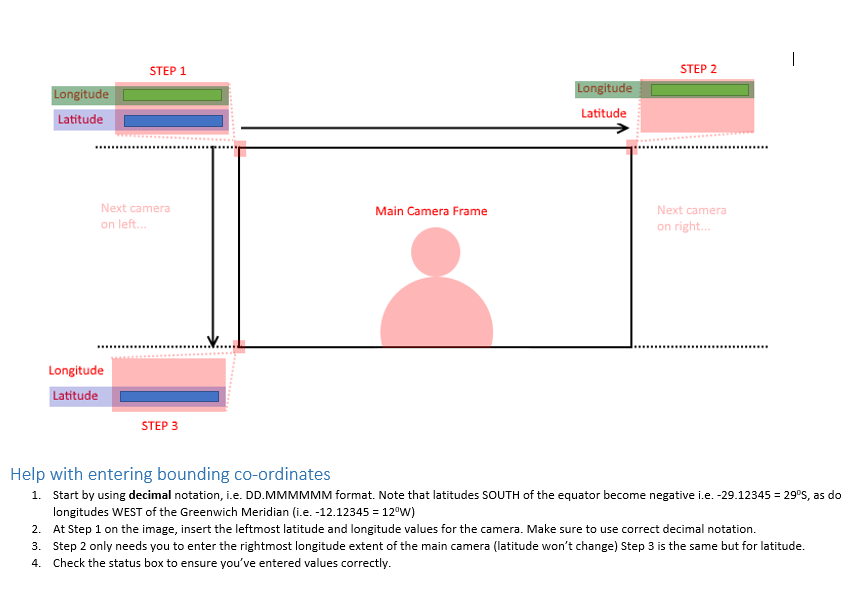 STEP 1
STEP 2
Longitude
Longitude
Latitude
Latitude
Next camera
on left...
Main Camera Frame
Next camera
on right...
Longitude
Latitude
STEP 3
Help with entering bounding co-ordinates
1. Start by using decimal notation, i.e. DD.MMMMMM format. Note that latitudes SOUTH of the equator become negative i.e. -29.12345 = 29⁰S, as do
longitudes WEST of the Greenwich Meridian (i.e. -12.12345 = 12⁰W)
2. At Step 1 on the image, insert the leftmost latitude and longitude values for the camera. Make sure to use correct decimal notation.
3. Step 2 only needs you to enter the rightmost longitude extent of the main camera (latitude won’t change) Step 3 is the same but for latitude.
4. Check the status box to ensure you’ve entered values correctly.